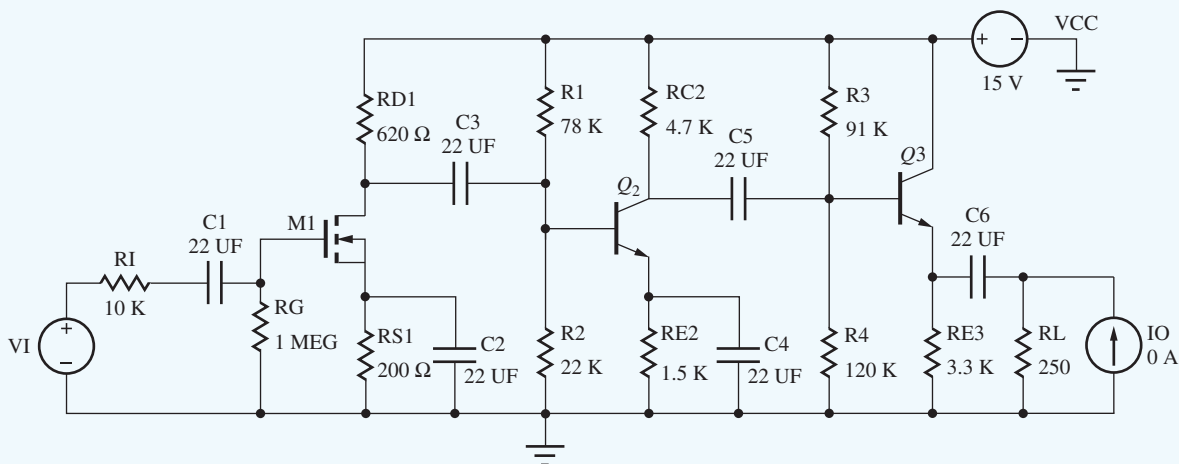 VCC
15 V
RD1
620 Ω
C3
22 UF
R1
78 K
RC2
4.7 K
C5
22 UF
R3
91 K
Q3
Q2
C1
22 UF
M1
C6
22 UF
RI
10 K
RG
1 MEG
VI
RS1
200 Ω
C2
22 UF
R2
22 K
RE2
1.5 K
C4
22 UF
R4
120 K
RE3
3.3 K
RL
250
IO
0 A